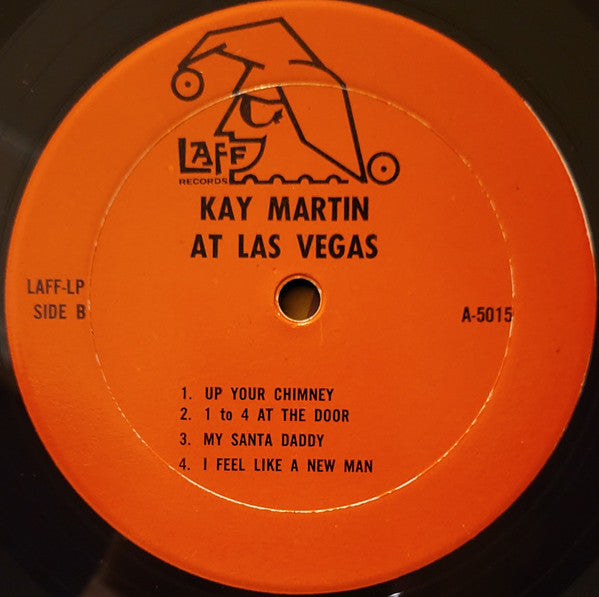 LAFF
RECORDS
KAY MARTIN
AT LAS VEGAS
LAFF-LP
SIDE B
A-5015
1. UP YOUR CHIMNEY
2. 1 to 4 AT THE DOOR
3. MY SANTA DADDY
4. I FEEL LIKE A NEW MAN